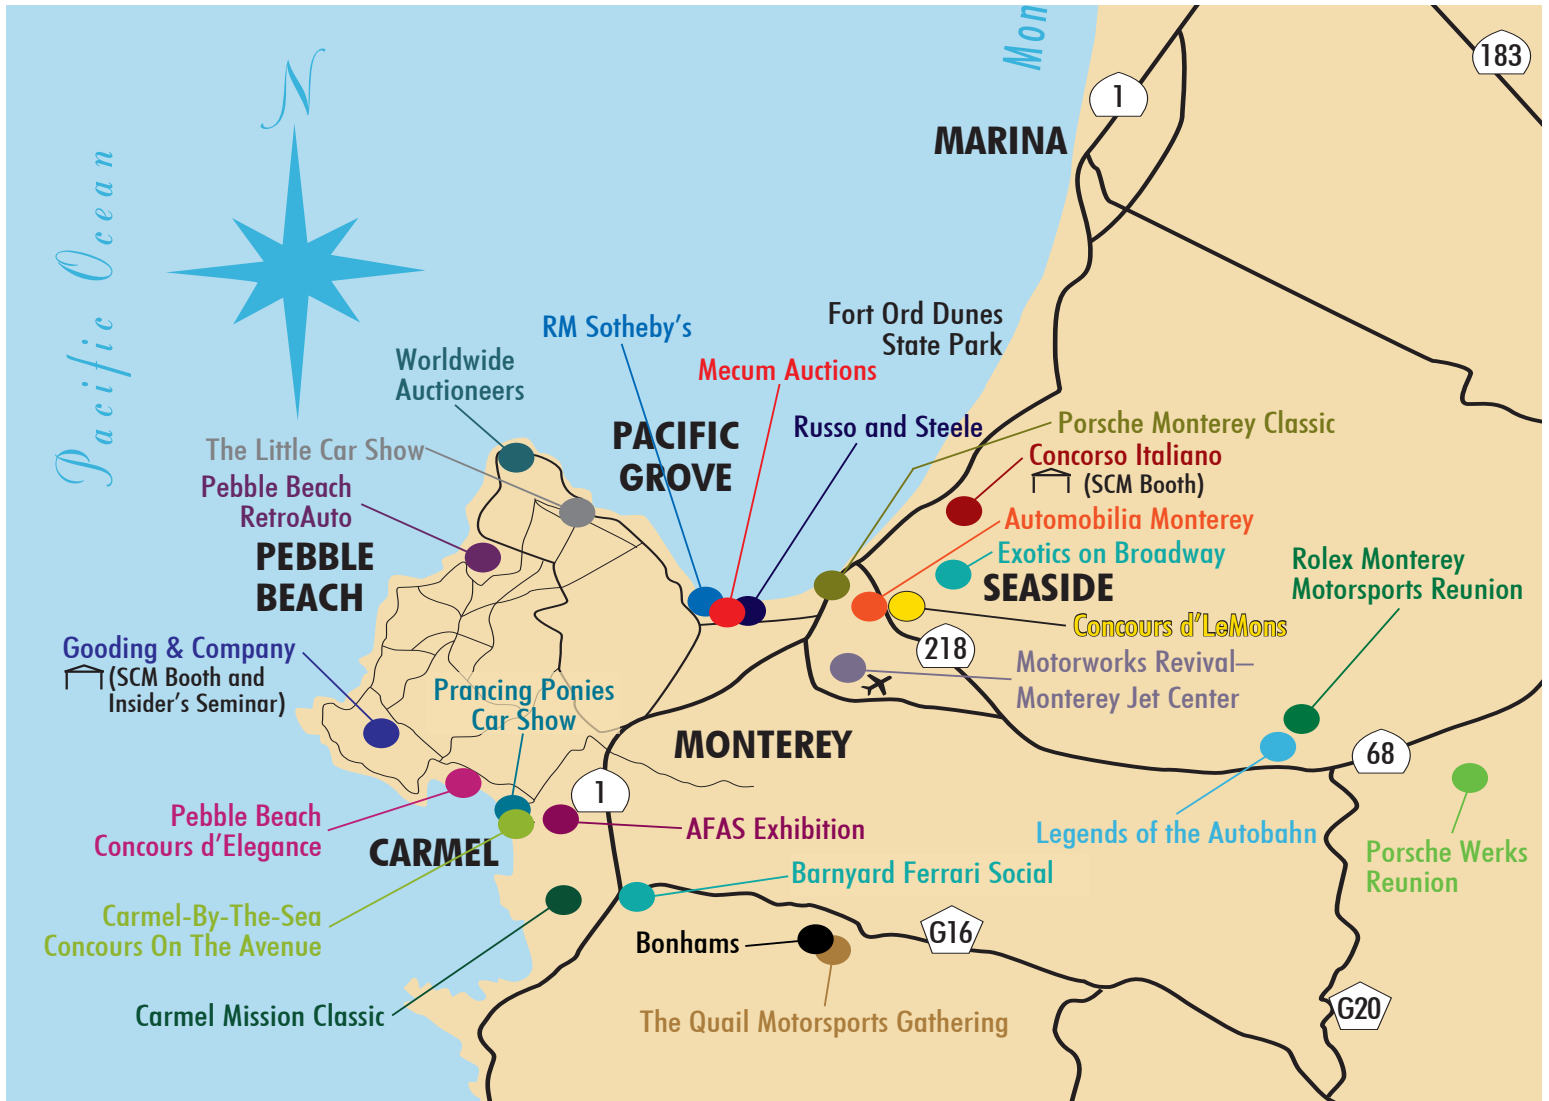 N
Mon
Pacific Ocean
183
1
MARINA
RM Sotheby's
Fort Ord Dunes
State Park
Worldwide
Auctioneers
Mecum Auctions
PACIFIC
GROVE
Russo and Steele
Porsche Monterey Classic
The Little Car Show
Concorso Italiano
(SCM Booth)
Pebble Beach
RetroAuto
Automobilia Monterey
PEBBLE
BEACH
Exotics on Broadway
SEASIDE
Rolex Monterey
Motorsports Reunion
Concours d'LeMons
218
Gooding & Company
(SCM Booth and
Insider's Seminar)
Prancing Ponies
Car Show
Motorworks Revival–
Monterey Jet Center
MONTEREY
68
1
Pebble Beach
Concours d'Elegance
CARMEL
AFAS Exhibition
Legends of the Autobahn
Porsche Werks
Reunion
Barnyard Ferrari Social
Carmel-By-The-Sea
Concours On The Avenue
Bonhams
G16
Carmel Mission Classic
The Quail Motorsports Gathering
G20